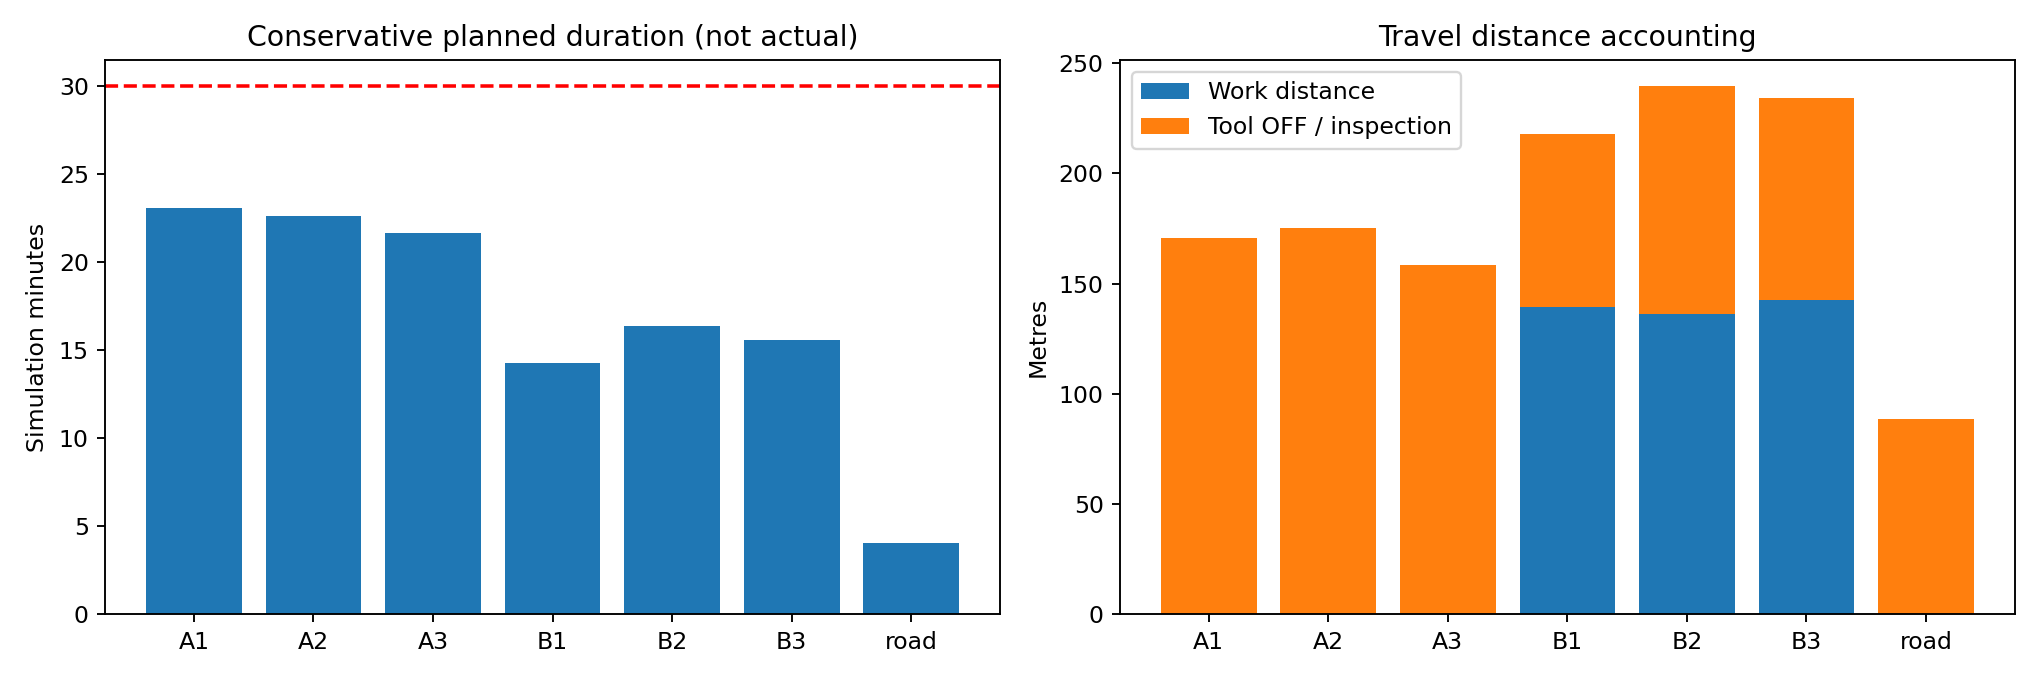 Conservative planned duration (not actual)
Simulation minutes
30
25
20
15
10
5
0
A1 A2 A3 B1 B2 B3 road
Travel distance accounting
Work distance
Tool OFF / inspection
Metres
250
200
150
100
50
0
A1 A2 A3 B1 B2 B3 road